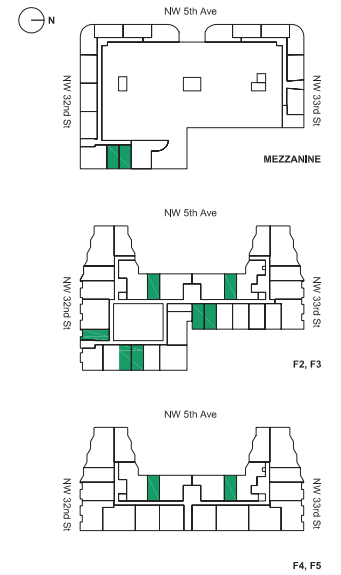 N
NW 5th Ave
NW 32nd St
NW 33rd St
MEZZANINE
NW 5th Ave
NW 32nd St
NW 33rd St
F2, F3
NW 5th Ave
NW 32nd St
NW 33rd St
F4, F5